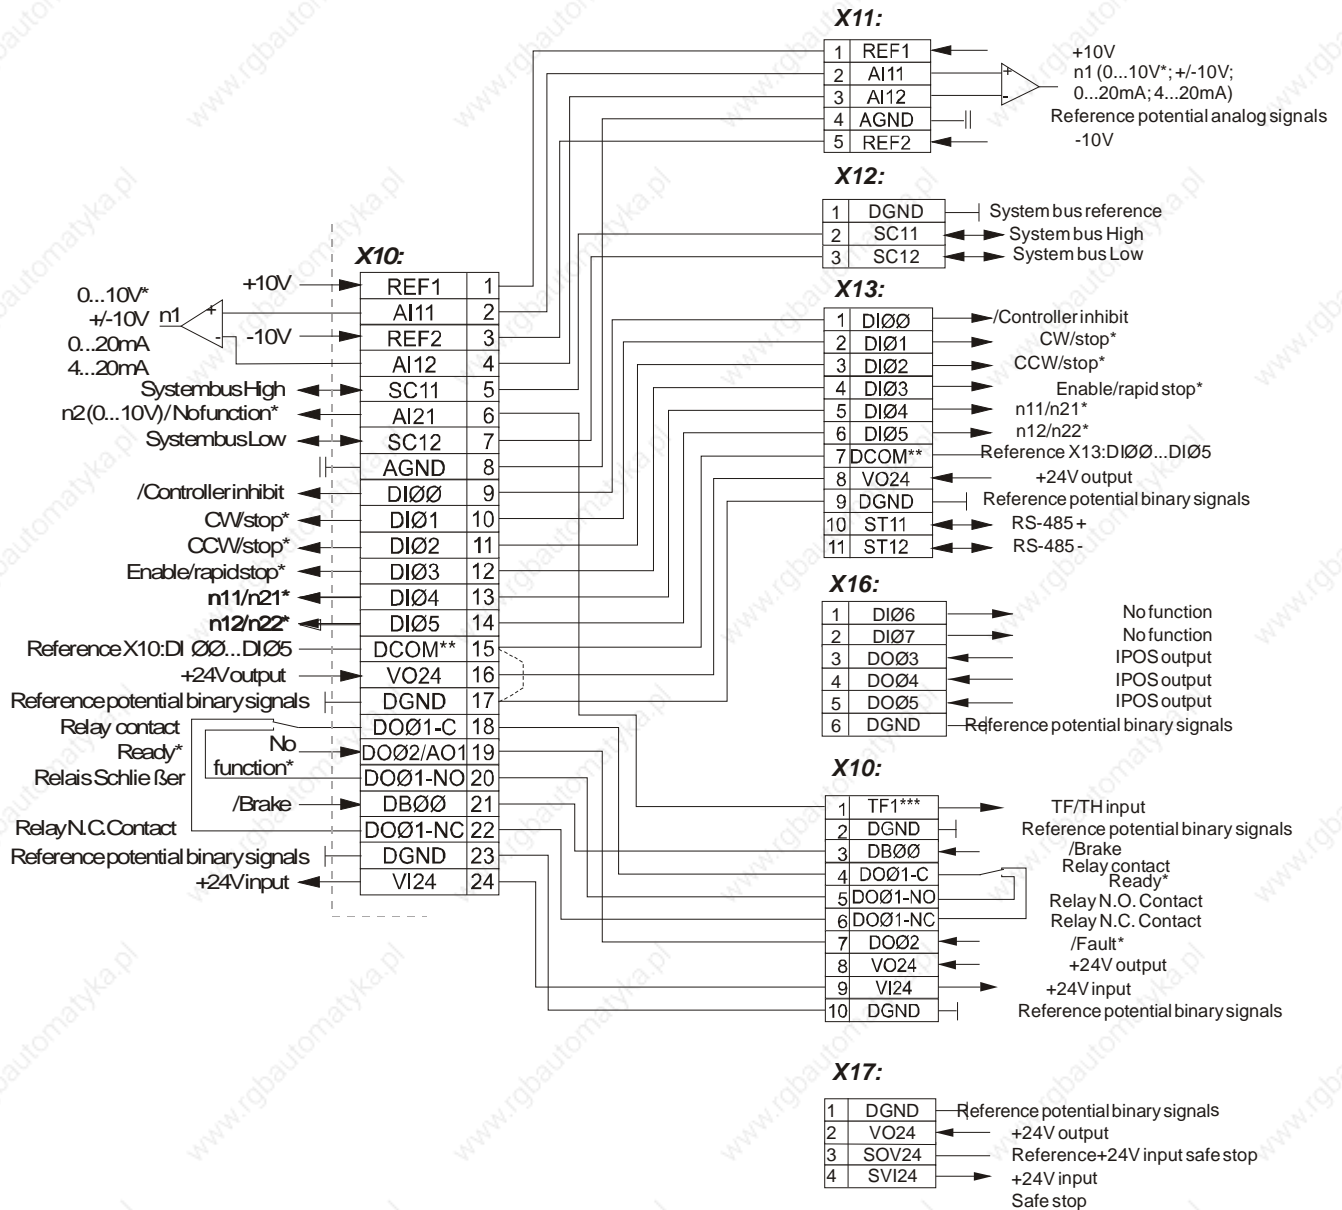 X11:
1 REF1 +10V
2 AI11 n1 (0...10V*; +/-10V;
3 AI12 0...20mA; 4...20mA)
4 AGND Reference potential analog signals
5 REF2 -10V
X12:
1 DGND System bus reference
2 SC11 System bus High
3 SC12 System bus Low
X10:
+10V REF1 1
0...10V*
+/-10V n1
0...20mA
4...20mA
+
-
AI11 2
-10V REF2 3
AI12 4
Systembus High SC11 5
n2(0...10V)/Nofunction* AI21 6
Systembus Low SC12 7
AGND 8
/Controller inhibit DIØØ 9
CW/stop* DIØ1 10
CCW/stop* DIØ2 11
Enable/rapidstop* DIØ3 12
n11/n21* DIØ4 13
n12/n22* DIØ5 14
Reference X10:DI ØØ...DIØ5 DCOM** 15
+24V output VO24 16
Reference potential binary signals DGND 17
Relay contact DOØ1-C 18
Ready* No function* DOØ2/AO1 19
Relais Schlie ßer DOØ1-NO 20
/Brake DBØØ 21
Relay N.C. Contact DOØ1-NC 22
Reference potential binary signals DGND 23
+24V input VI24 24
X13:
1 DIØØ /Controller inhibit
2 DIØ1 CW/stop*
3 DIØ2 CCW/stop*
4 DIØ3 Enable/rapid stop*
5 DIØ4 n11/n21*
6 DIØ5 n12/n22*
7 DCOM** Reference X13:DIØØ...DIØ5
8 VO24 +24V output
9 DGND Reference potential binary signals
10 ST11 RS-485 +
11 ST12 RS-485 -
X16:
1 DIØ6 No function
2 DIØ7 No function
3 DOØ3 IPOS output
4 DOØ4 IPOS output
5 DOØ5 IPOS output
6 DGND Reference potential binary signals
X10:
1 TF1*** TF/TH input
2 DGND Reference potential binary signals
3 DBØØ /Brake
4 DOØ1-C Relay contact
Ready*
5 DOØ1-NO Relay N.O. Contact
6 DOØ1-NC Relay N.C. Contact
7 DOØ2 /Fault*
8 VO24 +24V output
9 VI24 +24V input
10 DGND Reference potential binary signals
X17:
1 DGND Reference potential binary signals
2 VO24 +24V output
3 SOV24 Reference+24V input safe stop
4 SVI24 +24V input
Safe stop
www.rgbautomatyka.pl